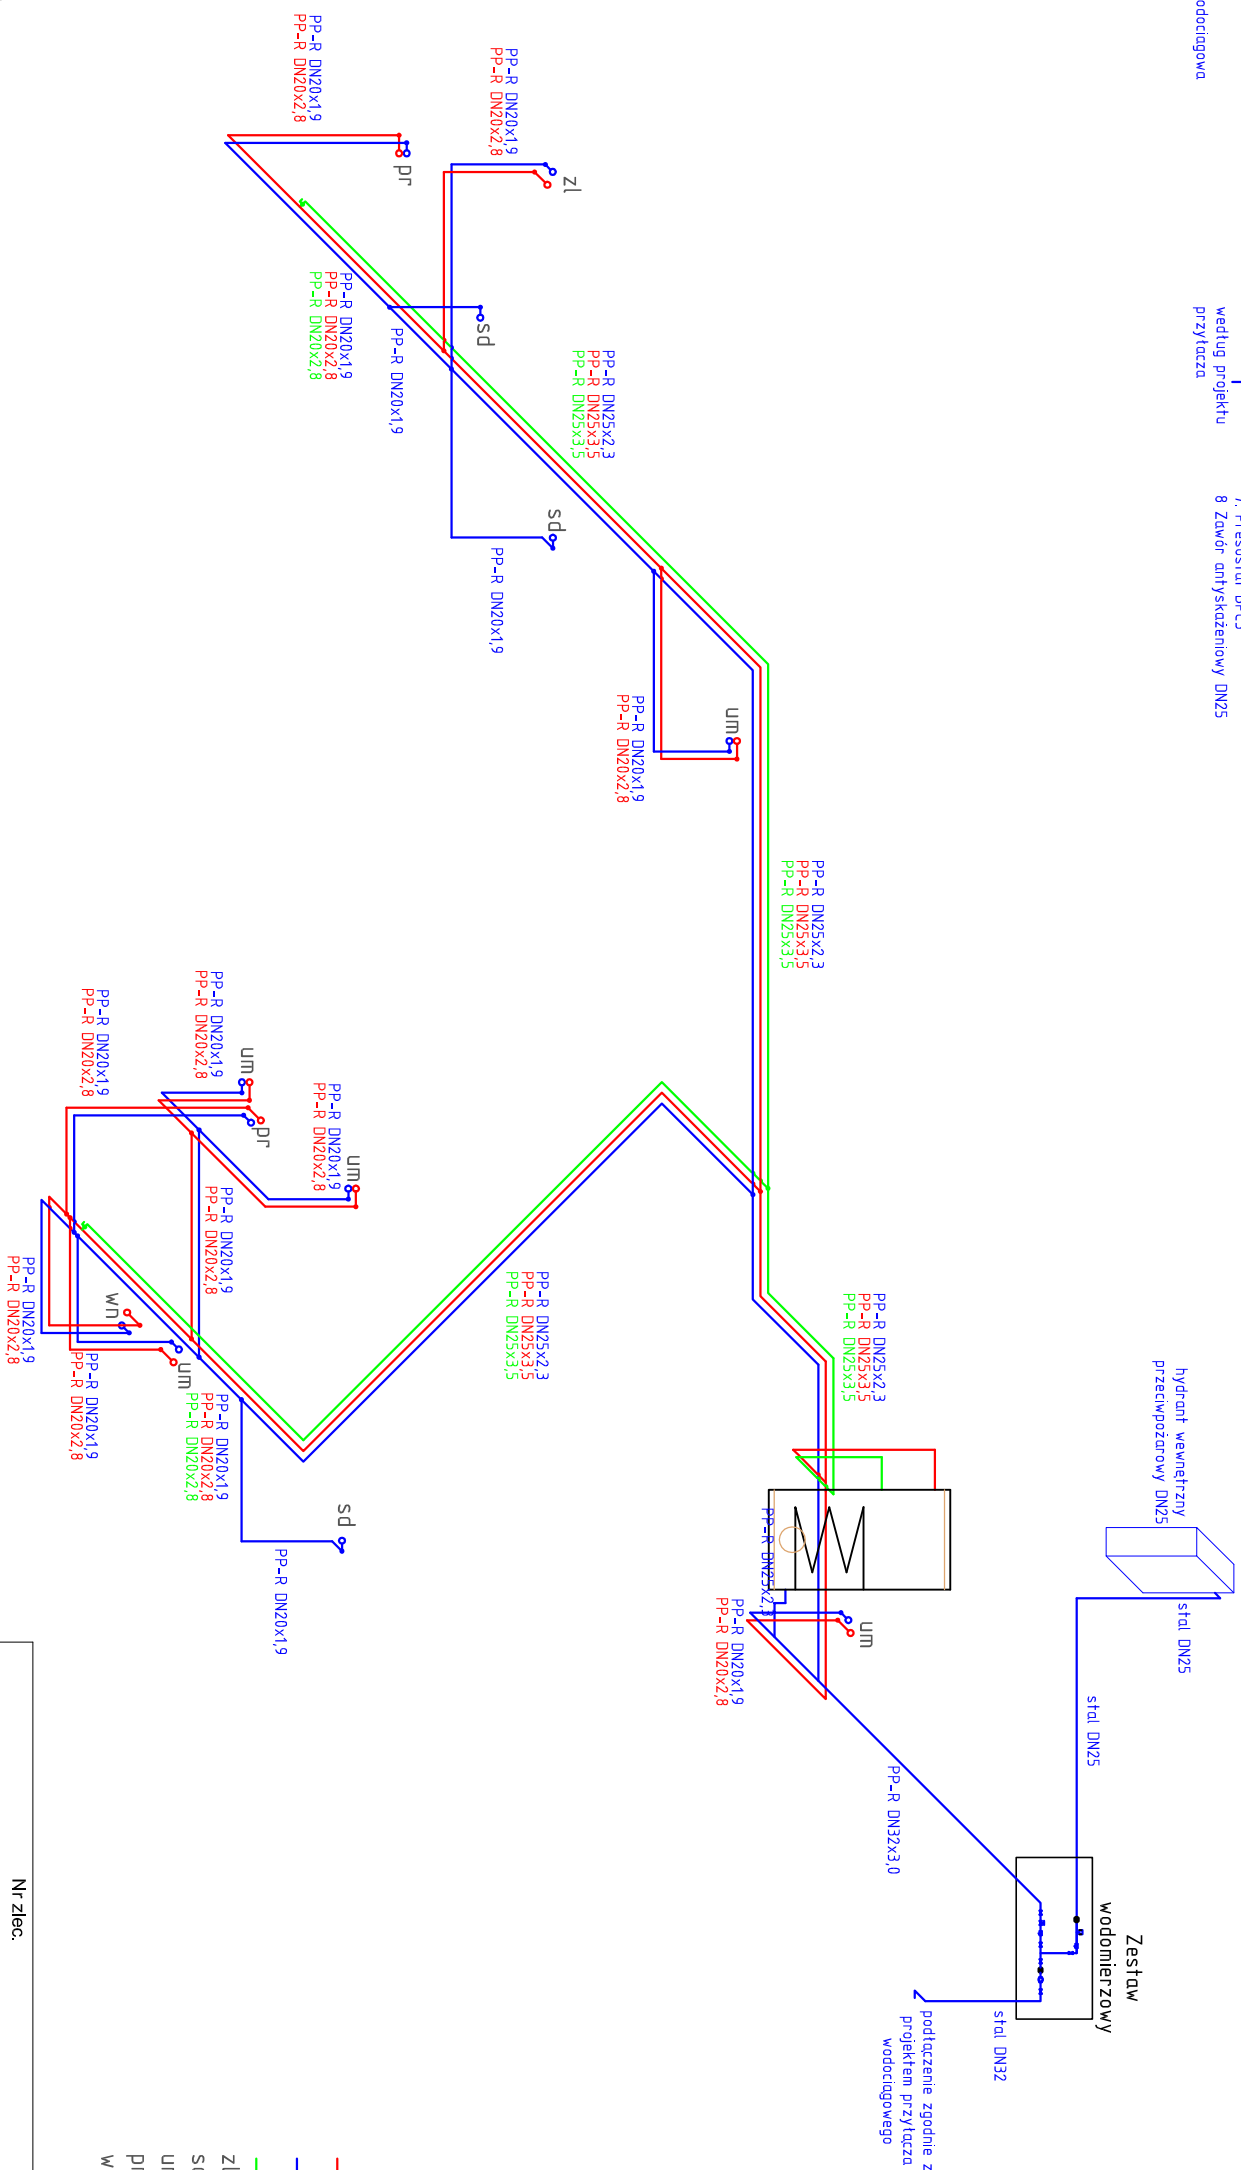 odociągowa
według projektu
przyłącza
8 Zawór antyskażeniowy DN25
PP-R DN20x1,9
PP-R DN20x2,8
pr
PP-R DN20x1,9
PP-R DN20x2,8
zl
PP-R DN20x1,9
PP-R DN20x2,8
PP-R DN20x2,8
sd
PP-R DN20x1,9
PP-R DN25x2,3
PP-R DN25x3,5
PP-R DN25x3,5
sd
PP-R DN20x1,9
um
PP-R DN20x1,9
PP-R DN20x2,8
PP-R DN25x2,3
PP-R DN25x3,5
PP-R DN25x3,5
PP-R DN20x1,9
PP-R DN20x2,8
um
PP-R DN20x1,9
PP-R DN20x2,8
pr
PP-R DN20x1,9
PP-R DN20x2,8
um
PP-R DN20x1,9
PP-R DN20x2,8
PP-R DN25x2,3
PP-R DN25x3,5
PP-R DN25x3,5
PP-R DN20x1,9
PP-R DN20x2,8
wn
um
PP-R DN20x1,9
PP-R DN20x2,8
PP-R DN20x1,9
PP-R DN20x2,8
PP-R DN20x2,8
sd
PP-R DN20x1,9
PP-R DN25x2,3
PP-R DN25x3,5
PP-R DN25x3,5
PP-R DN25x2,3
um
PP-R DN20x1,9
PP-R DN20x2,8
hydrant wewnętrzny
przeciwpożarowy DN25
stal DN25
stal DN25
PP-R DN32x3,0
Zestaw
wodomierzowy
stal DN32
podłączenie zgodnie z
projektem przyłącza
wodociągowego
Nr zlec.
zl